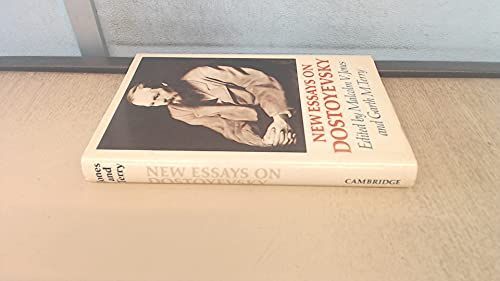 NEW ESSAYS ON
DOSTOYEVSKY
Edited by Malcolm V. Jones
and Garth M. Terry
Jones
and
Terry
NEW ESSAYS ON
DOSTOYEVSKY
CAMBRIDGE